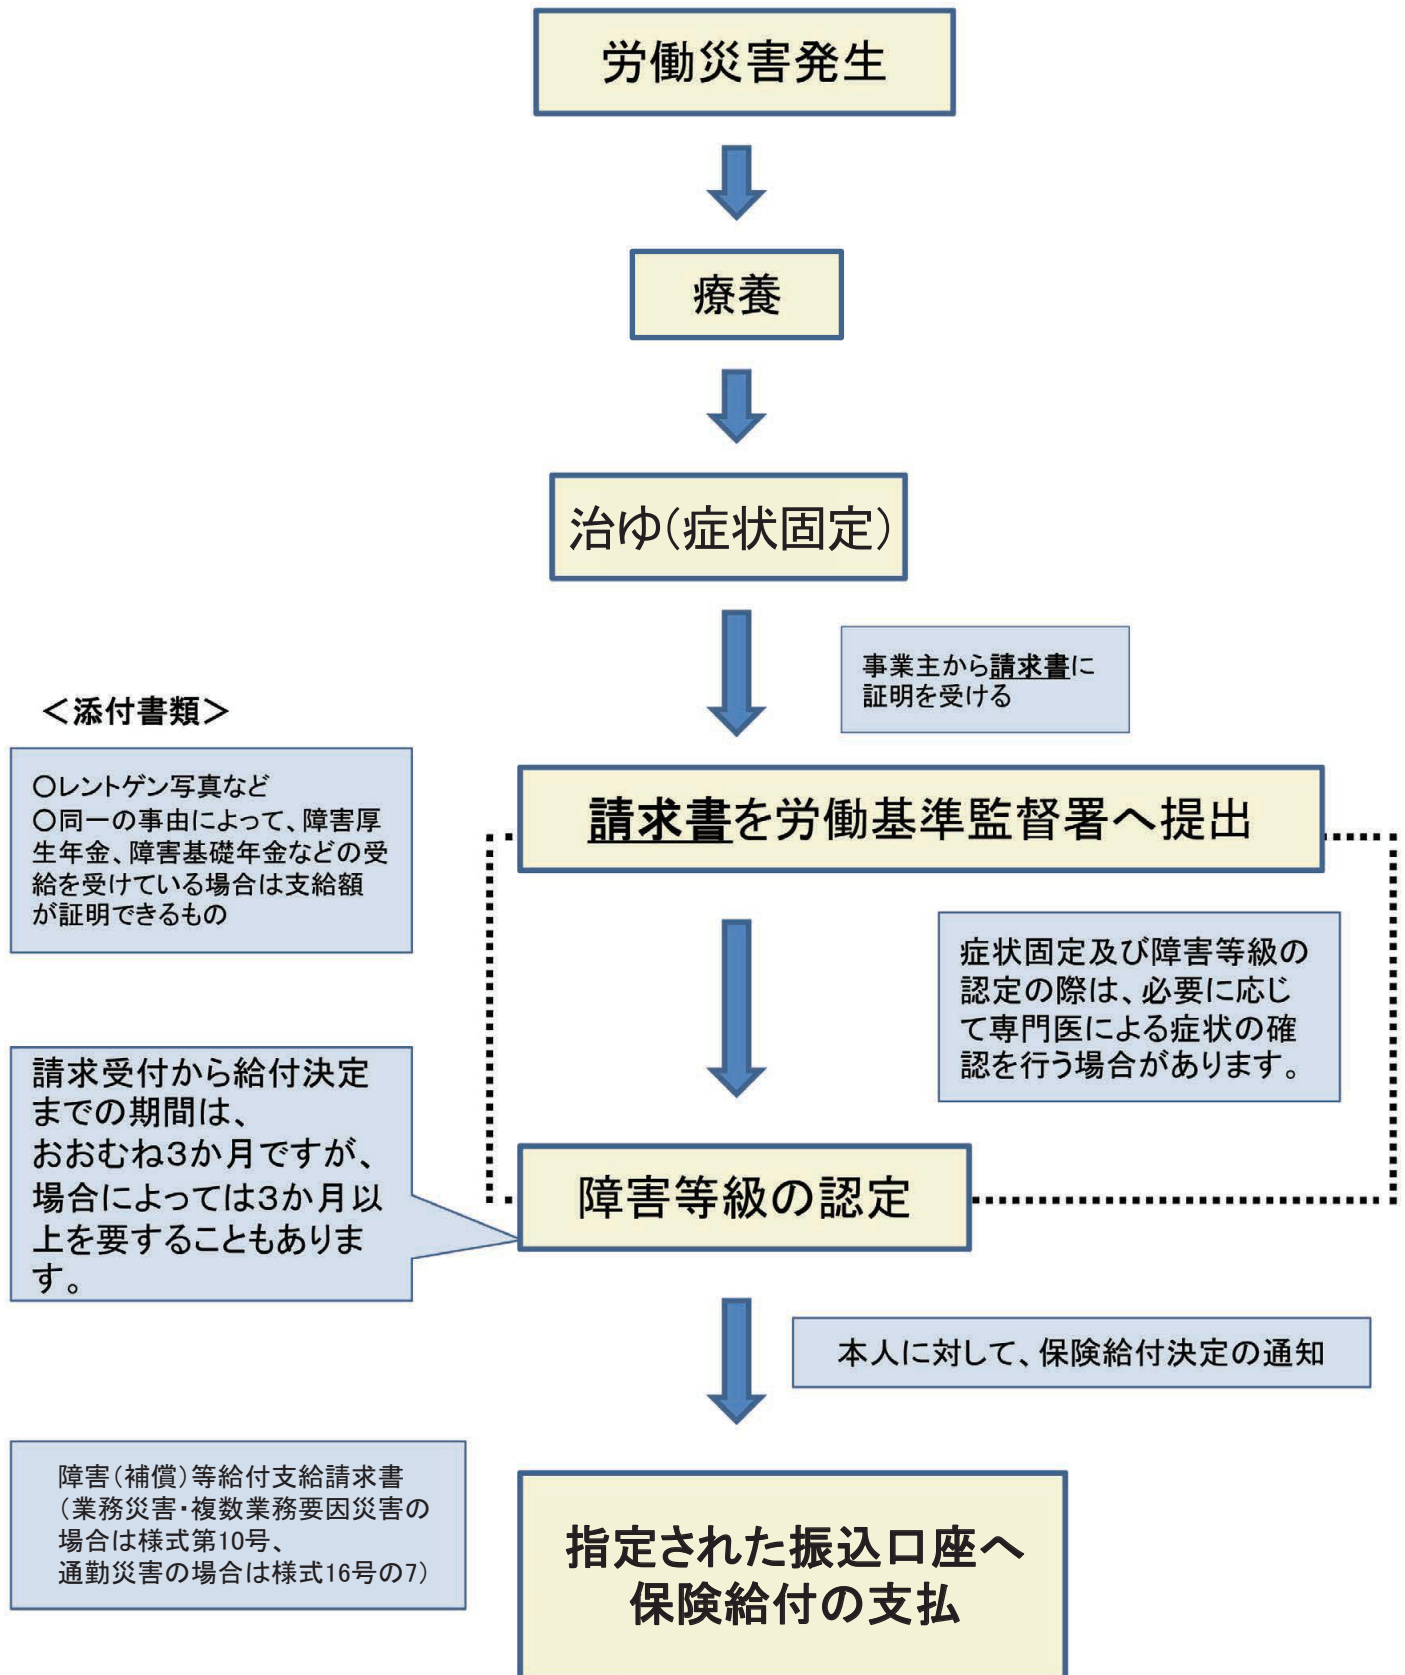 労働災害発生
療養
治ゆ(症状固定)
事業主から請求書に
証明を受ける
＜添付書類＞
○レントゲン写真など
○同一の事由によって、障害厚
生年金、障害基礎年金などの受
給を受けている場合は支給額
が証明できるもの
請求書を労働基準監督署へ提出
症状固定及び障害等級の
認定の際は、必要に応じ
て専門医による症状の確
認を行う場合があります。
請求受付から給付決定
までの期間は、
おおむね３か月ですが、
場合によっては３か月以
上を要することもありま
す。
障害等級の認定
本人に対して、保険給付決定の通知
障害(補償)等給付支給請求書
(業務災害・複数業務要因災害の
場合は様式第10号、
通勤災害の場合は様式16号の7)
指定された振込口座へ
保険給付の支払